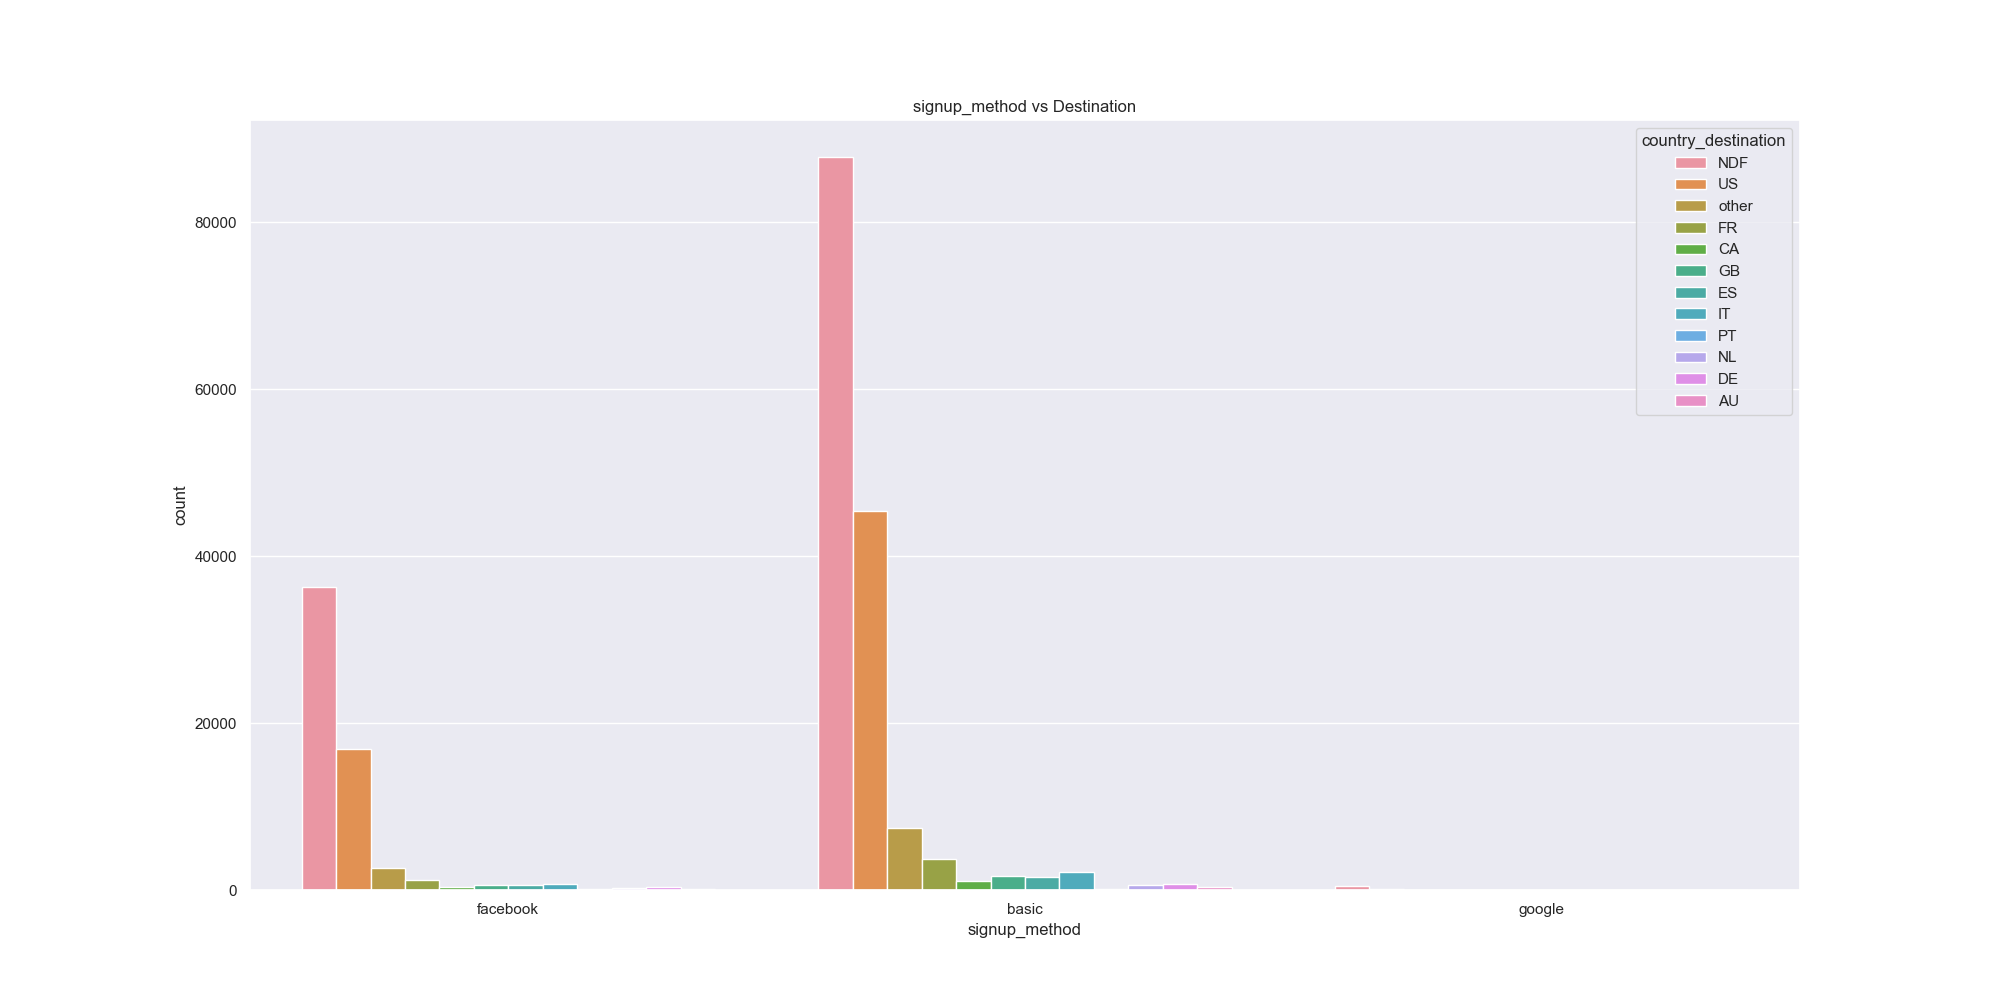 signup_method vs Destination
country_destination
NDF
US
other
FR
CA
GB
ES
IT
PT
NL
DE
AU
count
80000
60000
40000
20000
0
facebook
basic
google
signup_method